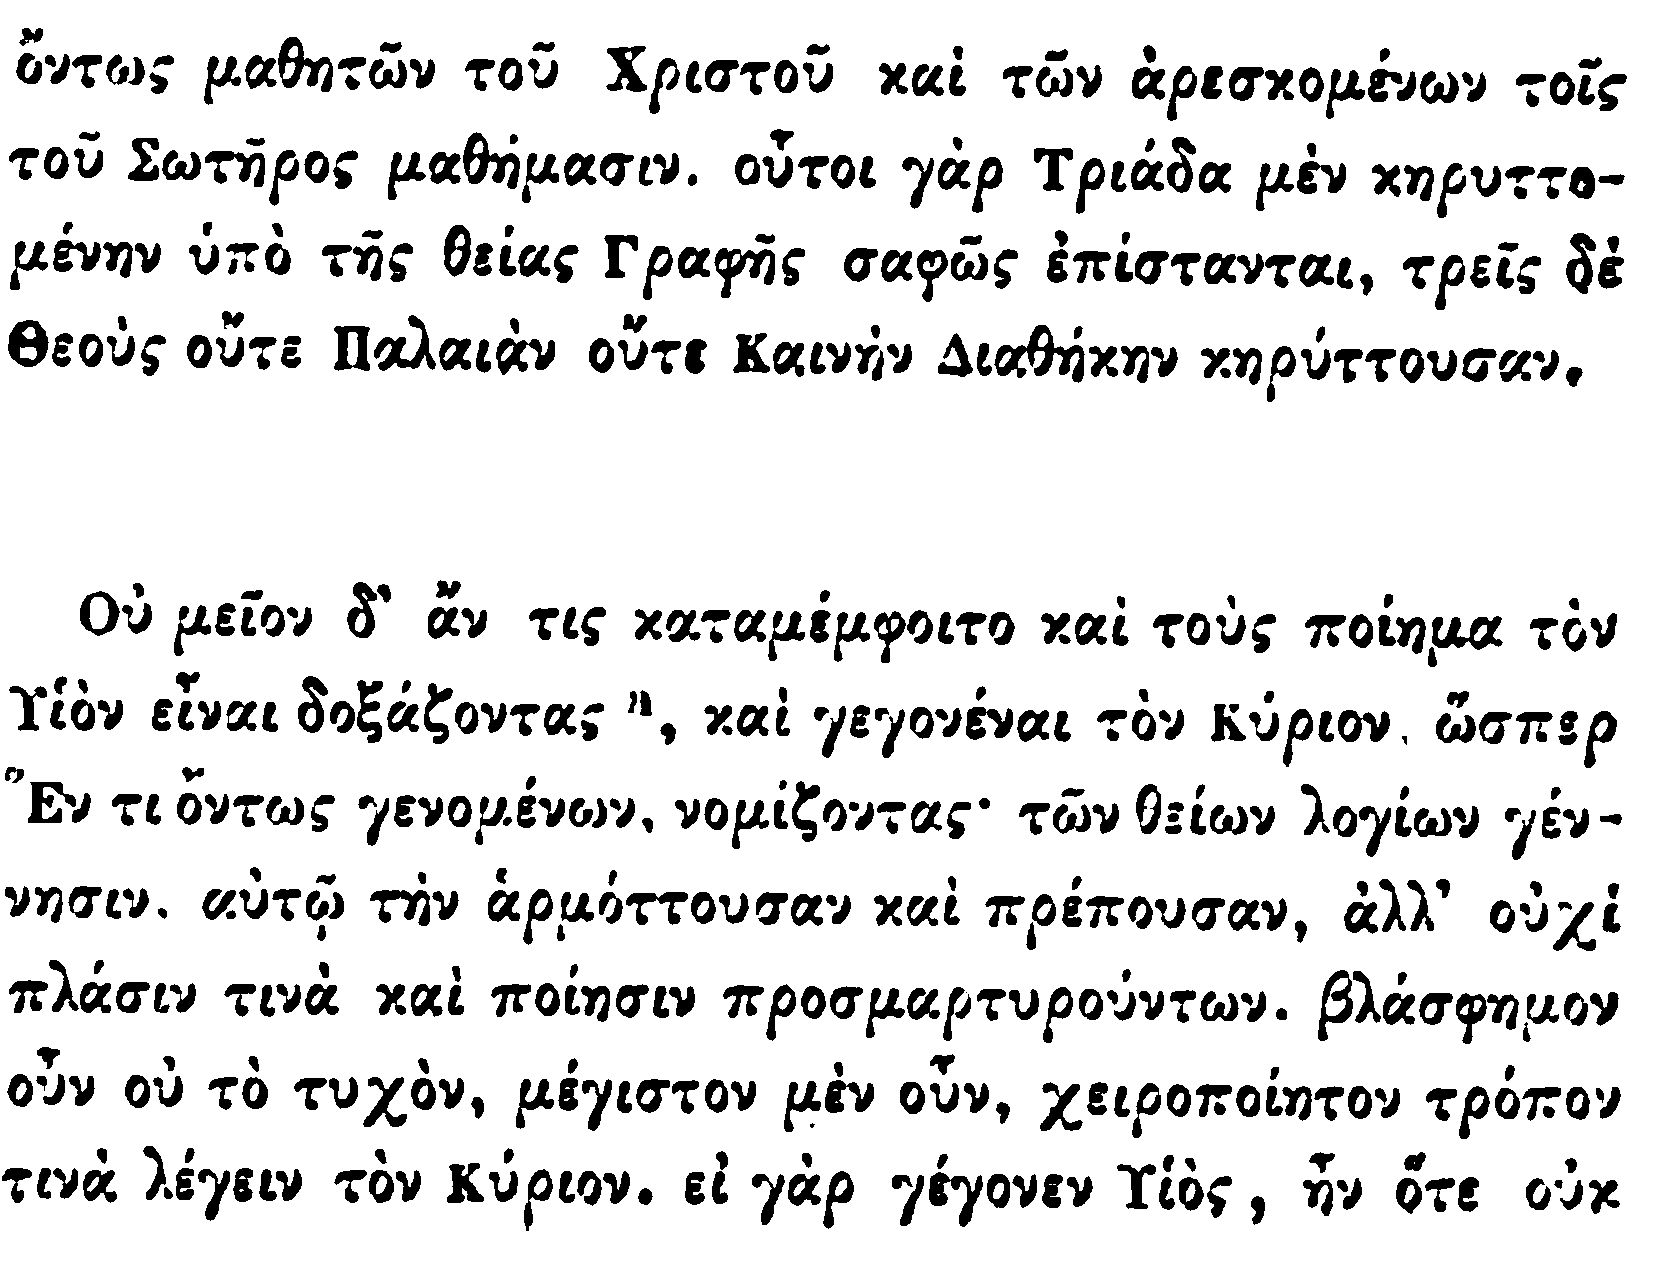 ὄντως μαθητῶν τοῦ Χριστοῦ καὶ τῶν ἀρεσκομένων τοῖς
τοῦ Σωτῆρος μαθήμασιν. οὗτοι γὰρ Τριάδα μὲν κηρυττο-
μένην ὑπὸ τῆς θείας Γραφῆς σαφῶς ἐπίστανται, τρεῖς δὲ
Θεοὺς οὔτε Παλαιὰν οὔτε Καινὴν Διαθήκην κηρύττουσαν.
Οὐ μεῖον δ' ἄν τις καταμέμφοιτο καὶ τοὺς ποίημα τὸν
Υἱὸν εἶναι δοξάζοντας ⁿ, καὶ γεγονέναι τὸν Κύριον, ὥσπερ
Ἕν τι ὄντως γενομένων, νομίζοντας· τῶν θείων λογίων γέν-
νησιν. αὐτῷ τὴν ἁρμόττουσαν καὶ πρέπουσαν, ἀλλ' οὐχὶ
πλάσιν τινὰ καὶ ποίησιν προσμαρτυρούντων. βλάσφημον
οὖν οὐ τὸ τυχὸν, μέγιστον μὲν οὖν, χειροποίητον τρόπον
τινὰ λέγειν τὸν Κύριον. εἰ γὰρ γέγονεν Υἱὸς, ἦν ὅτε οὐκ